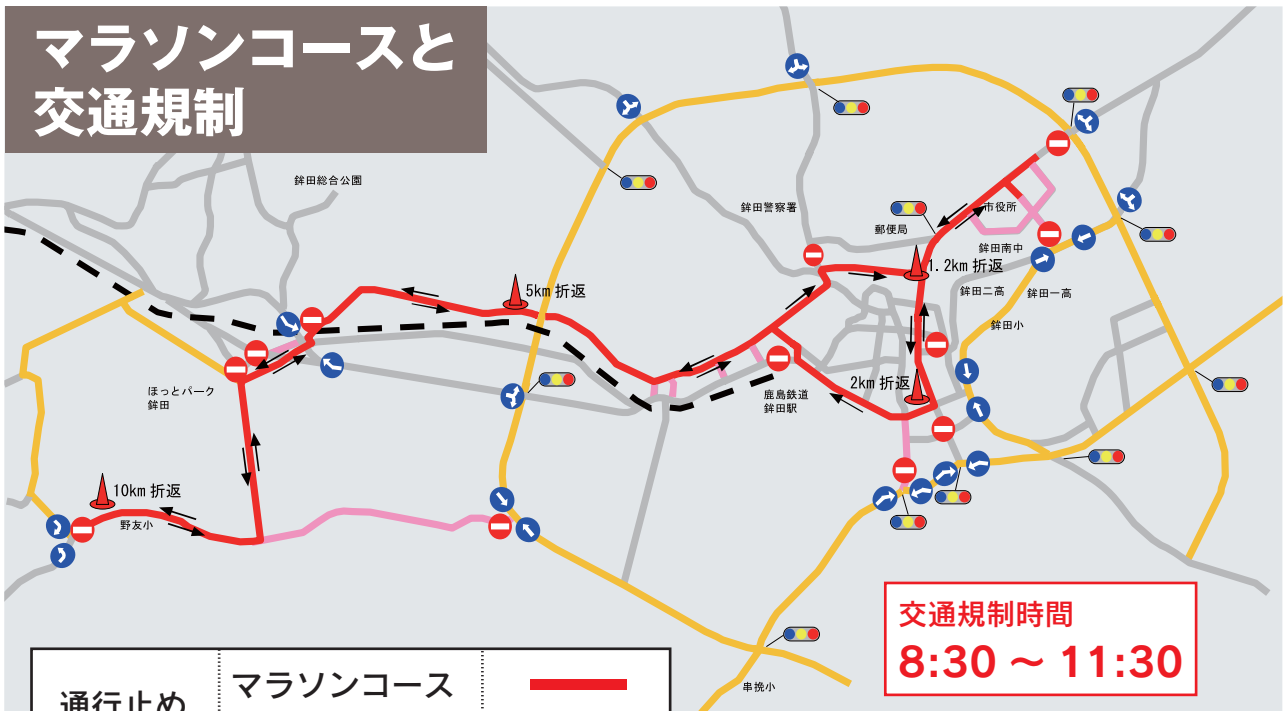 マラソンコースと
交通規制
鉾田総合公園
鉾田警察署
郵便局
市役所
鉾田南中
1.2km 折返
鉾田二高
鉾田一高
5km 折返
鉾田小
2km 折返
ほっとパーク
鉾田
鹿島鉄道
鉾田駅
10km 折返
野友小
交通規制時間
8:30 ～ 11:30
串挽小
マラソンコース
通行止め